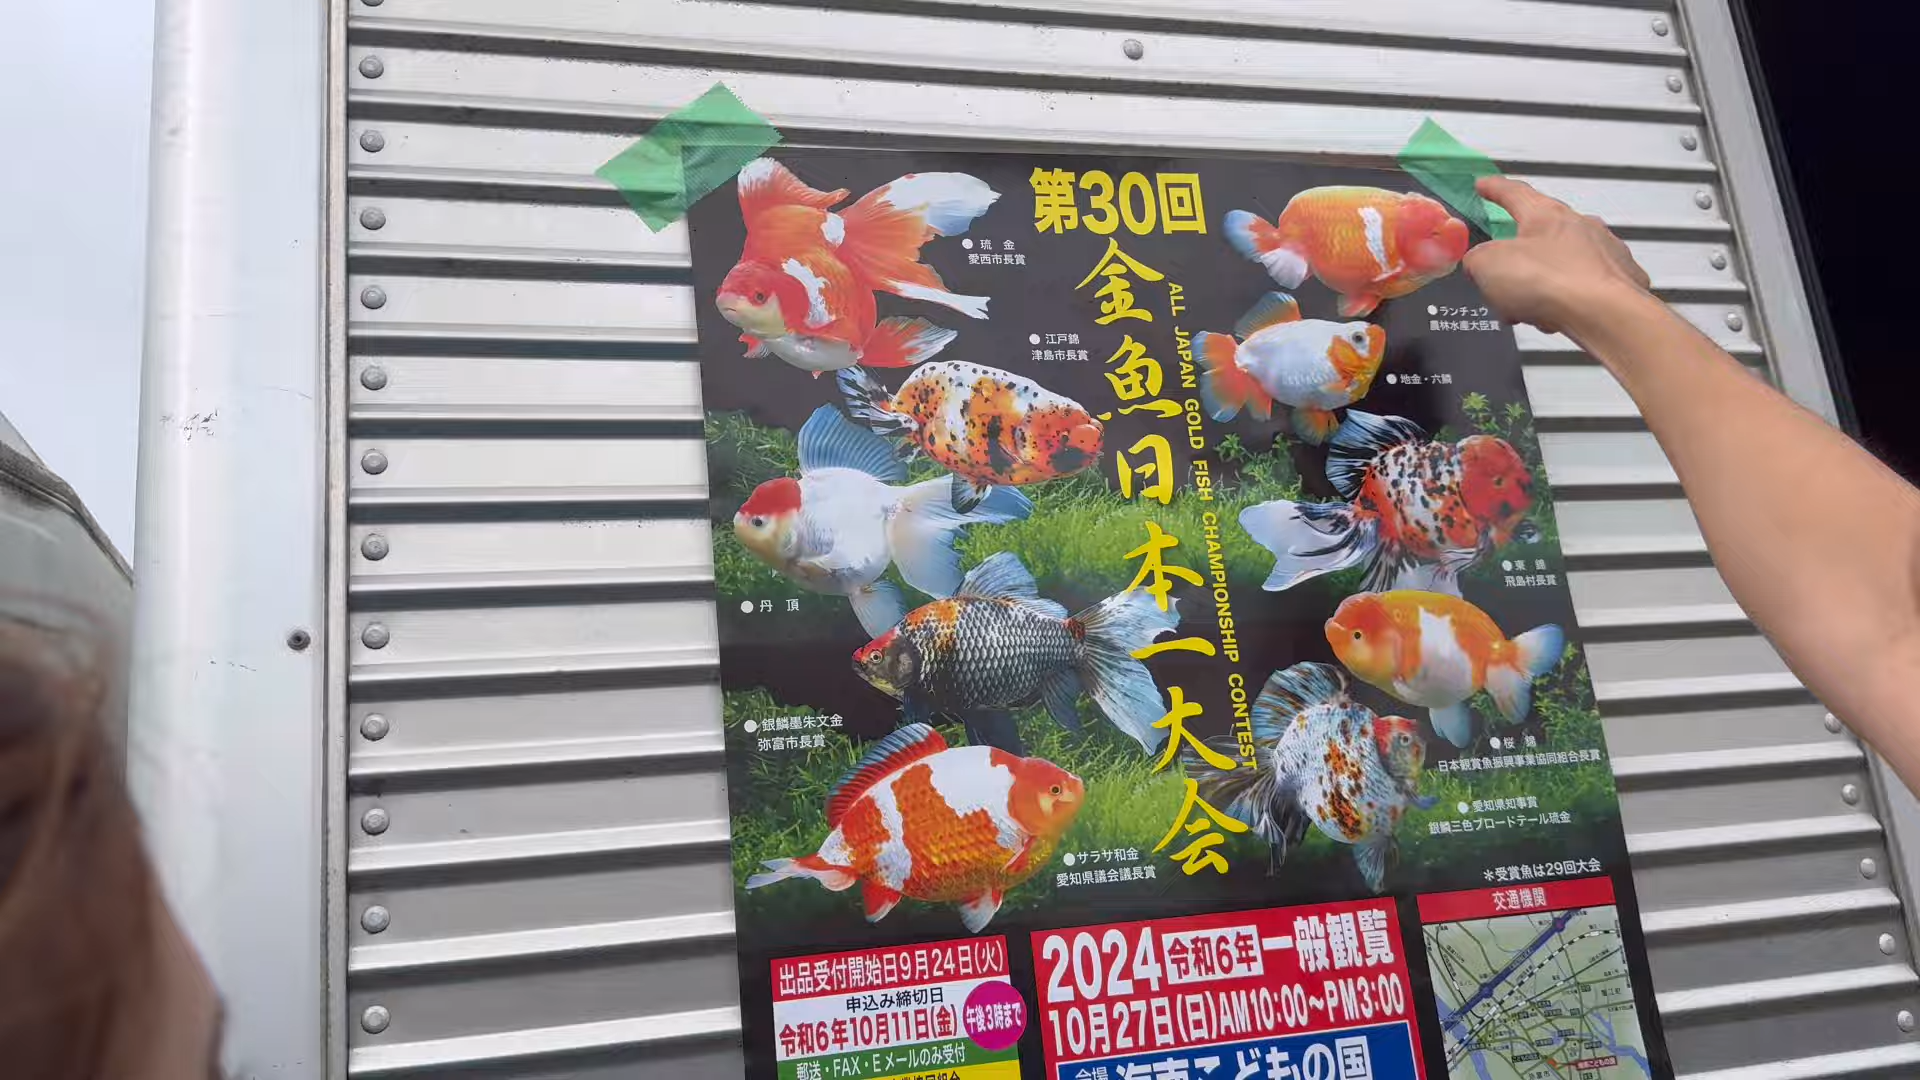 第30回
金魚日本一大会
ALL JAPAN GOLD FISH CHAMPIONSHIP CONTEST
●琉金
愛西市長賞
●江戸錦
津島市長賞
●ランチュウ
農林水産大臣賞
●地金・六鱗
●東錦
飛島村長賞
●丹頂
●銀鱗墨朱文金
弥富市長賞
●桜錦
日本観賞魚振興事業協同組合長賞
●愛知県知事賞
銀鱗三色ブロードテール琉金
●サラサ和金
愛知県議会議長賞
＊受賞魚は29回大会
出品受付開始日9月24日(火)
申込み締切日
令和6年10月11日(金)
午後3時まで
郵送・FAX・Eメールのみ受付
2024令和6年一般観覧
10月27日(日)AM10:00~PM3:00
会場 海南こどもの国
交通機関